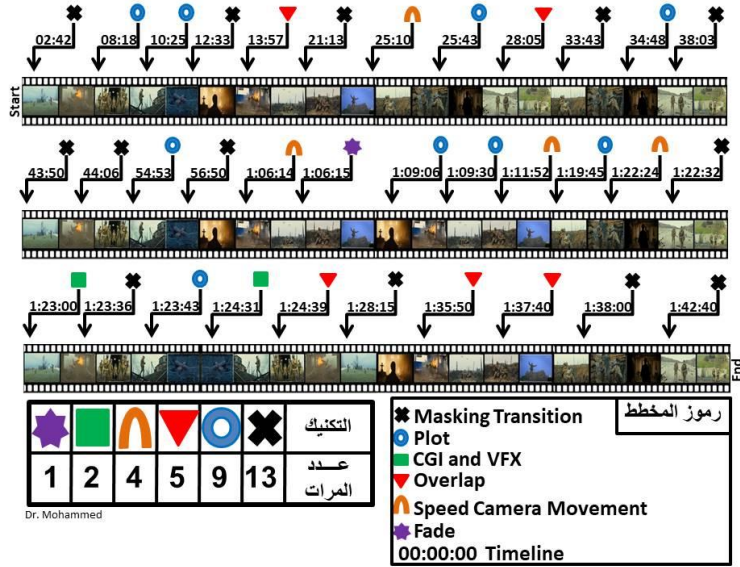 02:42 08:18 10:25 12:33 13:57 21:13 25:10 25:43 28:05 33:43 34:48 38:03
Start
43:50 44:06 54:53 56:50 1:06:14 1:06:15 1:09:06 1:09:30 1:11:52 1:19:45 1:22:24 1:22:32
1:23:00 1:23:36 1:23:43 1:24:31 1:24:39 1:28:15 1:35:50 1:37:40 1:38:00 1:42:40
End
التكنيك
1 2 4 5 9 13 عــــدد المرات
Dr. Mohammed
رموز المخطط
Masking Transition
Plot
CGI and VFX
Overlap
Speed Camera Movement
Fade
00:00:00 Timeline